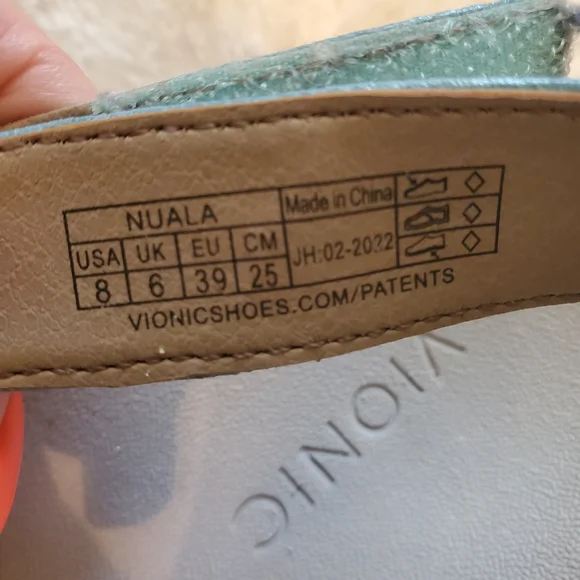 NUALA
Made in China
USA UK EU CM
JH:02-2022
8 6 39 25
VIONICSHOES.COM/PATENTS
VIONIC